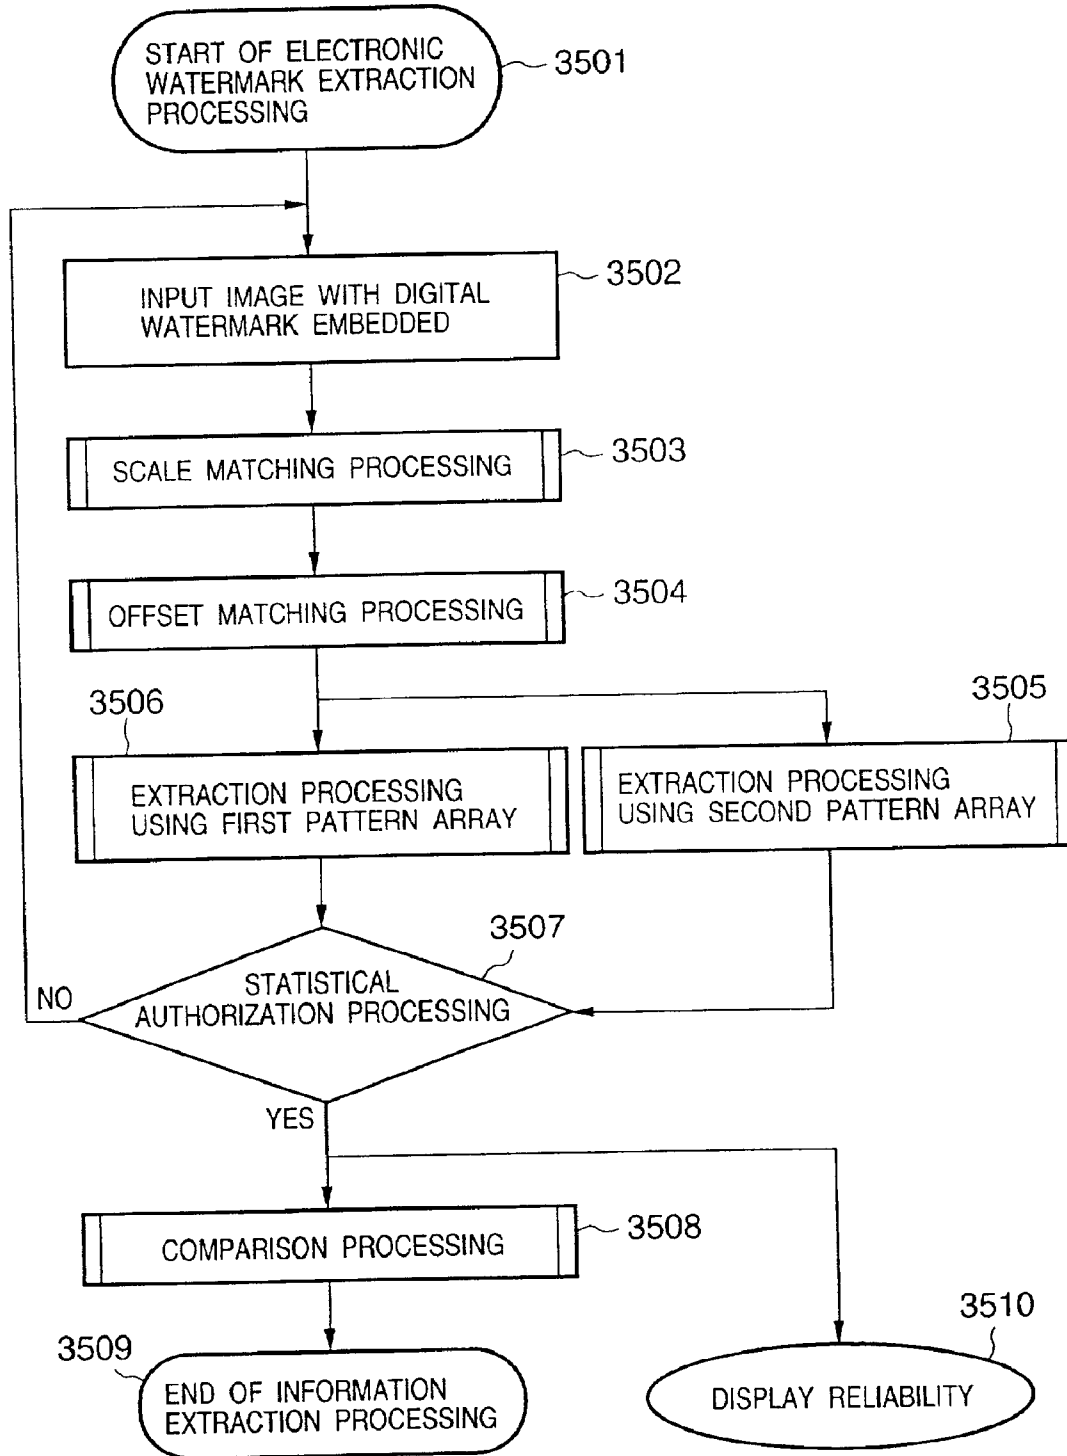 START OF ELECTRONIC
WATERMARK EXTRACTION
PROCESSING
3501
INPUT IMAGE WITH DIGITAL
WATERMARK EMBEDDED
3502
SCALE MATCHING PROCESSING
3503
OFFSET MATCHING PROCESSING
3504
3506
EXTRACTION PROCESSING
USING FIRST PATTERN ARRAY
3505
EXTRACTION PROCESSING
USING SECOND PATTERN ARRAY
3507
STATISTICAL
AUTHORIZATION PROCESSING
NO
YES
COMPARISON PROCESSING
3508
3509
END OF INFORMATION
EXTRACTION PROCESSING
3510
DISPLAY RELIABILITY